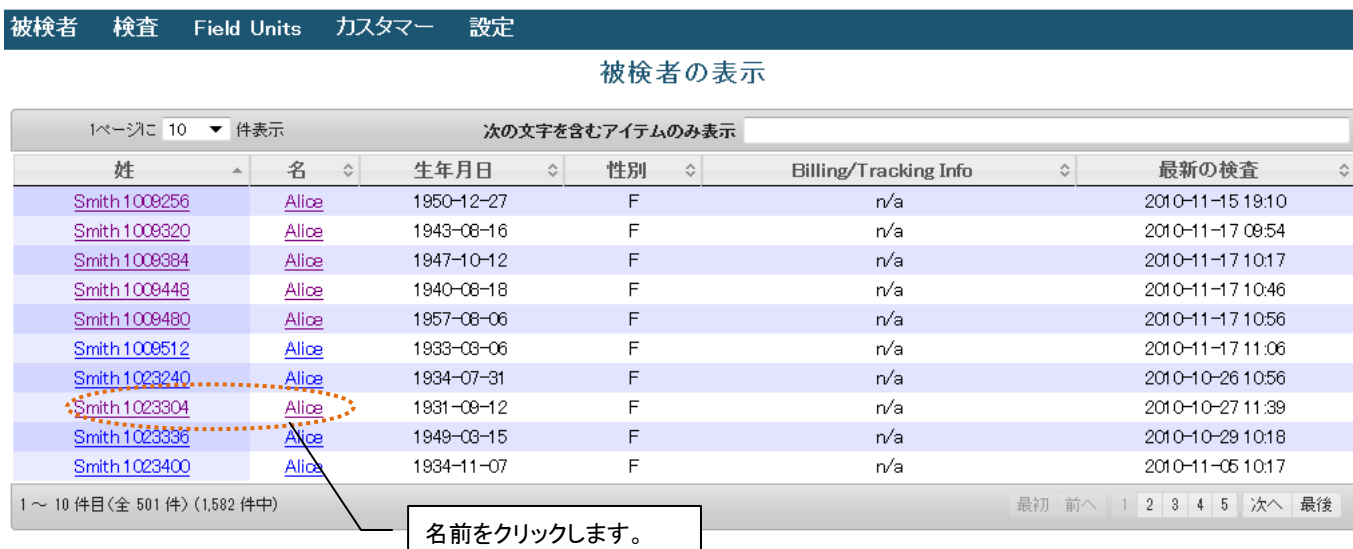 被検者 検査 Field Units カスタマー 設定
被検者の表示
1ページに 10 件表示 次の文字を含むアイテムのみ表示
姓 名 生年月日 性別 Billing/Tracking Info 最新の検査
Smith1009256 Alice 1950-12-27 F n/a 2010-11-15 19:10
Smith1009320 Alice 1943-08-16 F n/a 2010-11-17 09:54
Smith1009384 Alice 1947-10-12 F n/a 2010-11-17 10:17
Smith1009448 Alice 1940-08-18 F n/a 2010-11-17 10:46
Smith1009480 Alice 1957-08-06 F n/a 2010-11-17 10:56
Smith1009512 Alice 1933-03-06 F n/a 2010-11-17 11:06
Smith1023240 Alice 1934-07-31 F n/a 2010-10-26 10:56
Smith1023304 Alice 1931-09-12 F n/a 2010-10-27 11:39
Smith1023336 Alice 1949-03-15 F n/a 2010-10-29 10:18
Smith1023400 Alice 1934-11-07 F n/a 2010-11-05 10:17
1 ~ 10 件目(全 501 件) (1,582 件中) 最初 前へ 1 2 3 4 5 次へ 最後
名前をクリックします。